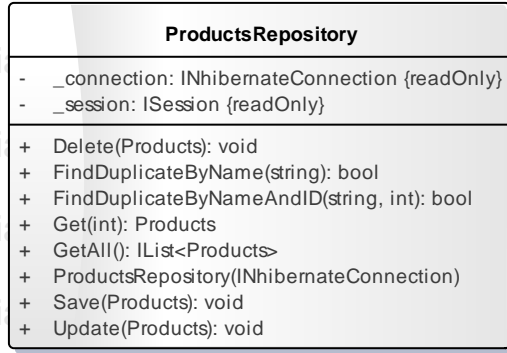 ProductsRepository
- _connection: INhibernateConnection {readOnly}
- _session: ISession {readOnly}
+ Delete(Products): void
+ FindDuplicateByName(string): bool
+ FindDuplicateByNameAndID(string, int): bool
+ Get(int): Products
+ GetAll(): IList<Products>
+ ProductsRepository(INhibernateConnection)
+ Save(Products): void
+ Update(Products): void